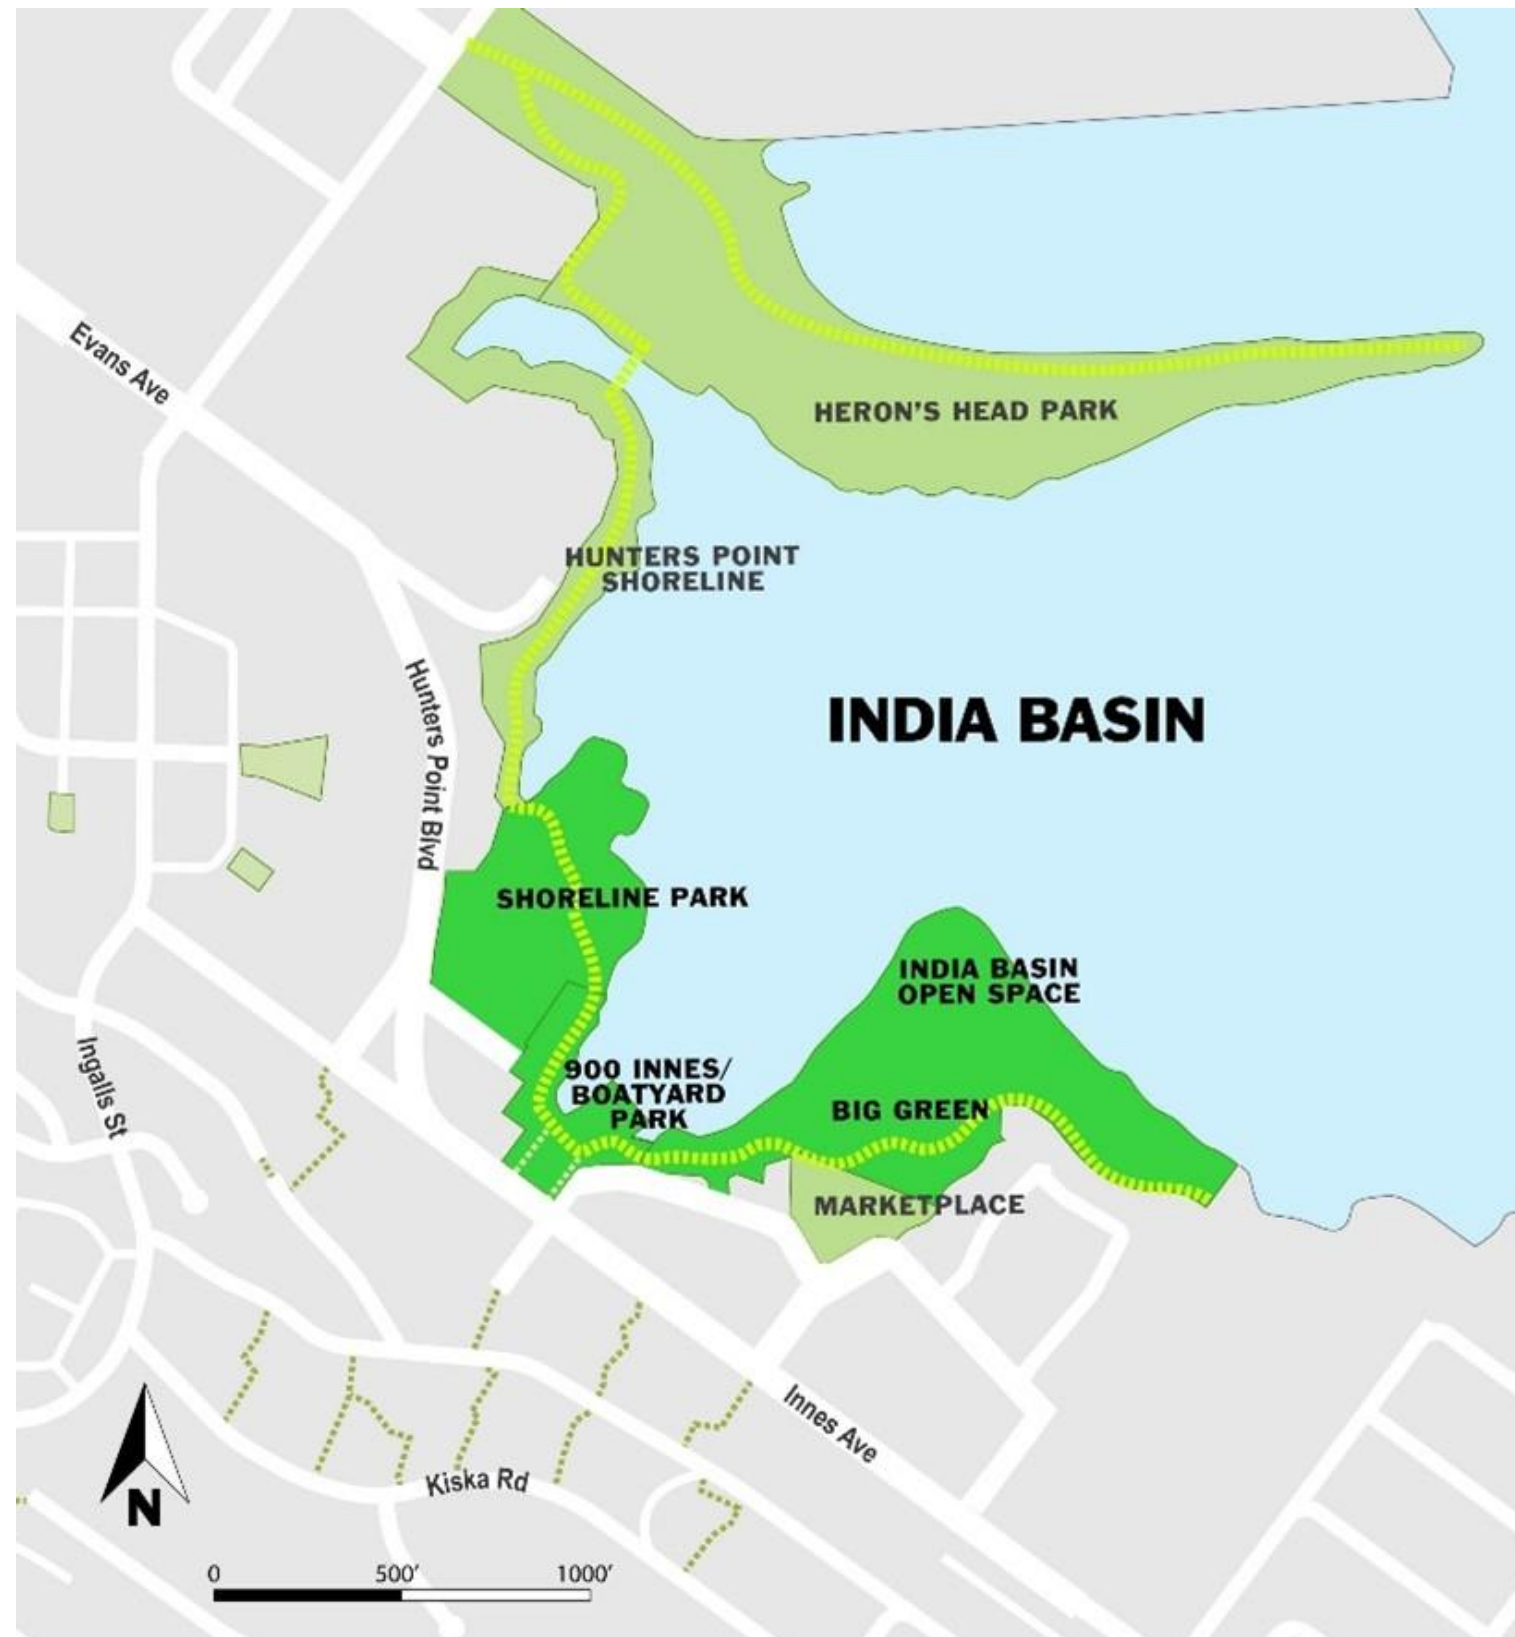 Evans Ave
HERON'S HEAD PARK
HUNTERS POINT
SHORELINE
Hunters Point Blvd
INDIA BASIN
SHORELINE PARK
INDIA BASIN
OPEN SPACE
900 INNES/
BOATYARD
PARK
BIG GREEN
Ingalls St
MARKETPLACE
Innes Ave
Kiska Rd
N
0 500' 1000'